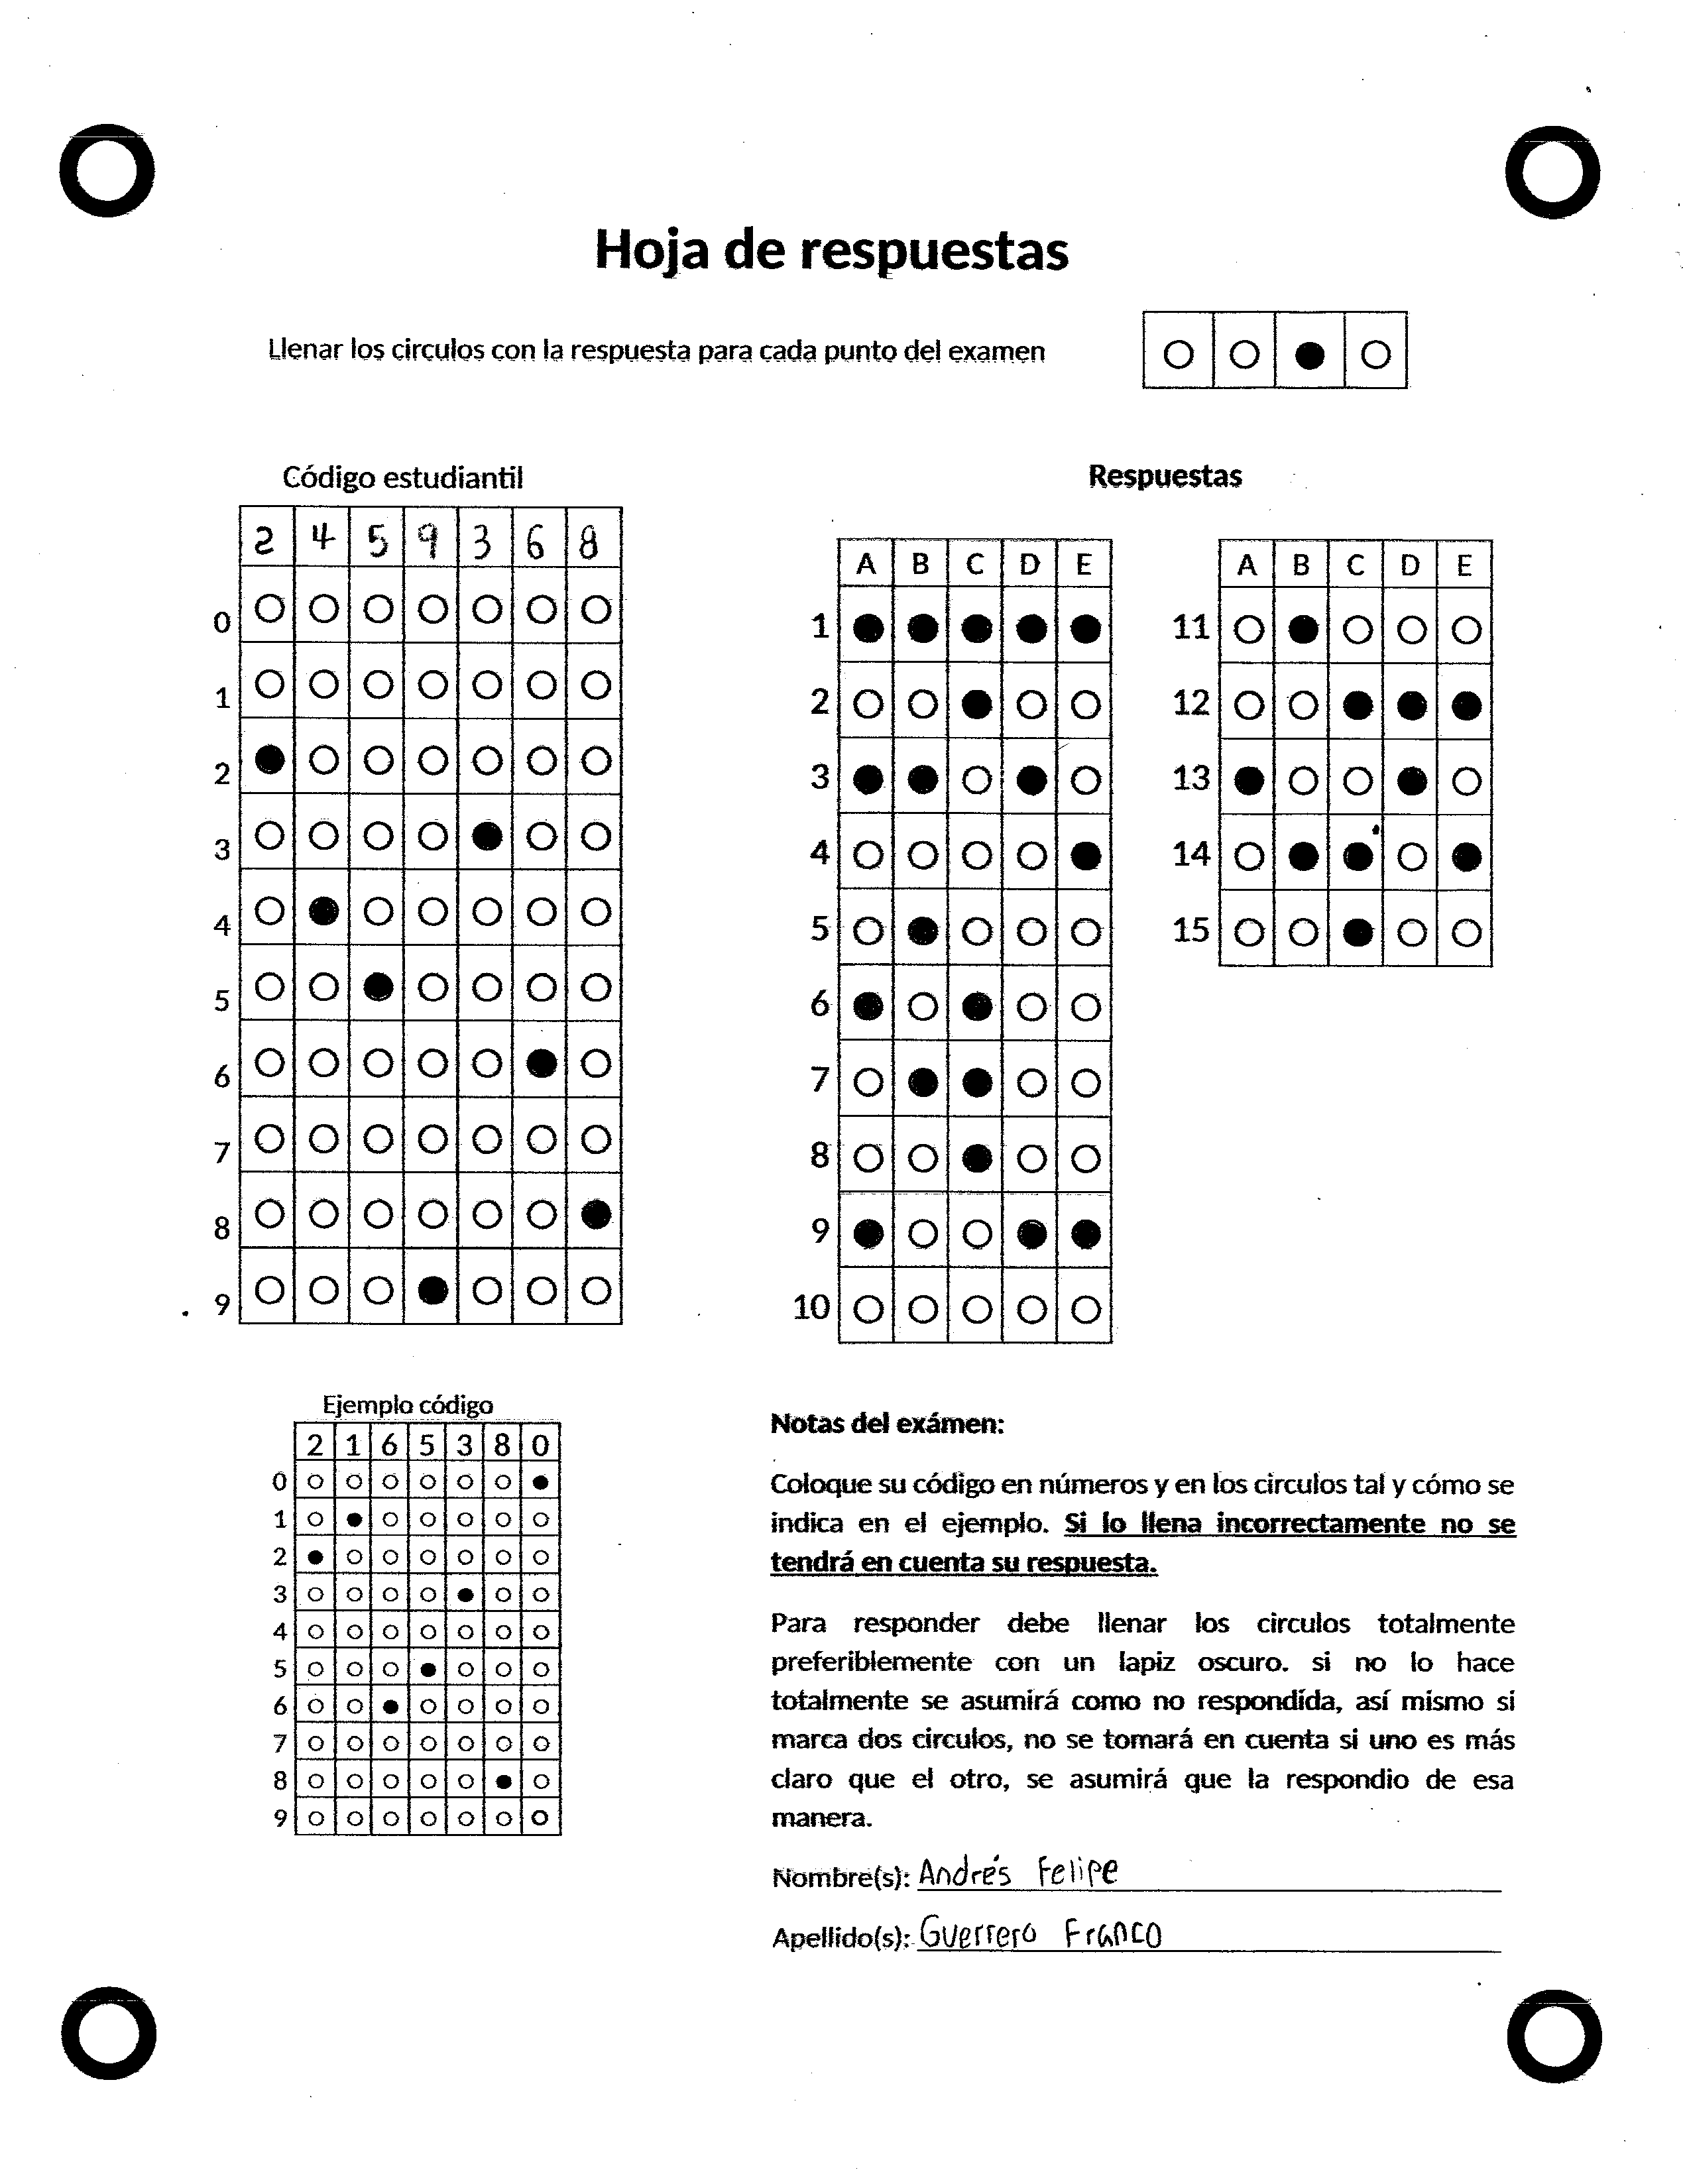 Hoja de respuestas
Llenar los circulos con la respuesta para cada punto del examen
Código estudiantil
2 4 5 9 3 6 8
0
1
2
3
4
5
6
7
8
9
Respuestas
A B C D E
1
2
3
4
5
6
7
8
9
10
A B C D E
11
12
13
14
15
Ejemplo código
2 1 6 5 3 8 0
0
1
2
3
4
5
6
7
8
9
Notas del exámen:
Coloque su código en números y en los circulos tal y cómo se
indica en el ejemplo. Si lo llena incorrectamente no se
tendrá en cuenta su respuesta.
Para responder debe llenar los circulos totalmente
preferiblemente con un lapiz oscuro. si no lo hace
totalmente se asumirá como no respondída, así mismo si
marca dos circulos, no se tomará en cuenta si uno es más
claro que el otro, se asumirá que la respondio de esa
manera.
Nombre(s): Andrés Felipe
Apellido(s): Guerrero Franco